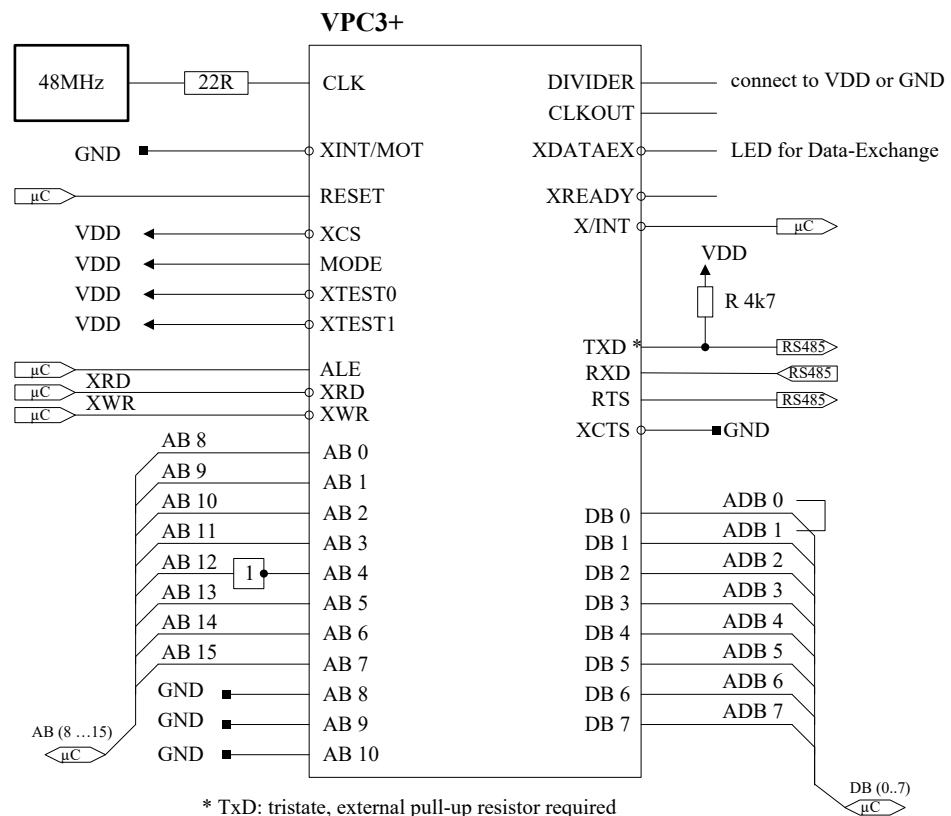 VPC3+
48MHz 22R CLK DIVIDER connect to VDD or GND
CLKOUT
GND XINT/MOT XDATAEX LED for Data-Exchange
µC RESET XREADY
X/INT µC
VDD XCS
VDD MODE
VDD XTEST0
VDD XTEST1
VDD
R 4k7
TXD * RS485
µC ALE
RXD RS485
µC XRD XRD
RTS RS485
µC XWR XWR
XCTS GND
AB 8 AB 0
AB 9 AB 1
AB 10 AB 2
AB 11 AB 3
AB 12 1 AB 4
AB 13 AB 5
AB 14 AB 6
AB 15 AB 7
GND AB 8
GND AB 9
GND AB 10
AB (8 …15)
µC
DB 0 ADB 0
DB 1 ADB 1
DB 2 ADB 2
DB 3 ADB 3
DB 4 ADB 4
DB 5 ADB 5
DB 6 ADB 6
DB 7 ADB 7
DB (0..7)
µC
* TxD: tristate, external pull-up resistor required